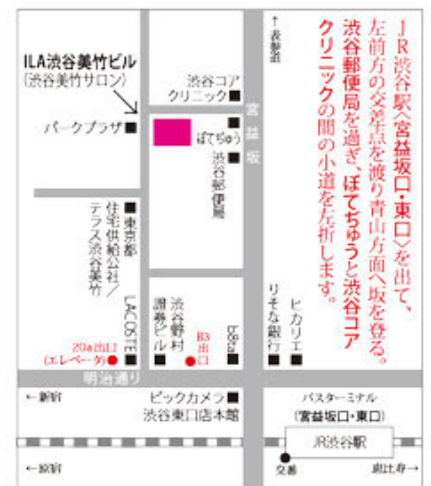 JR渋谷駅〈宮益坂口・東口〉を出て、
左前方の交差点を渡り青山方面へ坂を登る。
渋谷郵便局を過ぎ、ぼてぢゅうと渋谷コア
クリニックの間の小道を左折します。
←表参道
ILA渋谷美竹ビル
(渋谷美竹サロン)
渋谷コア
クリニック■
宮益坂
パークプラザ■
ぼてぢゅう
■渋谷郵便局
■東京都
住宅供給公社/
テラス渋谷美竹
LACOSTE■
渋谷野村
證券ビル■
B3出口
b8ta■
りそな銀行■
ヒカリエ■
20a出口
(エレベータ)
明治通り
←新宿
ビックカメラ■
渋谷東口店本館
バスターミナル
(宮益坂口・東口)
JR渋谷駅
←原宿
交番
恵比寿→